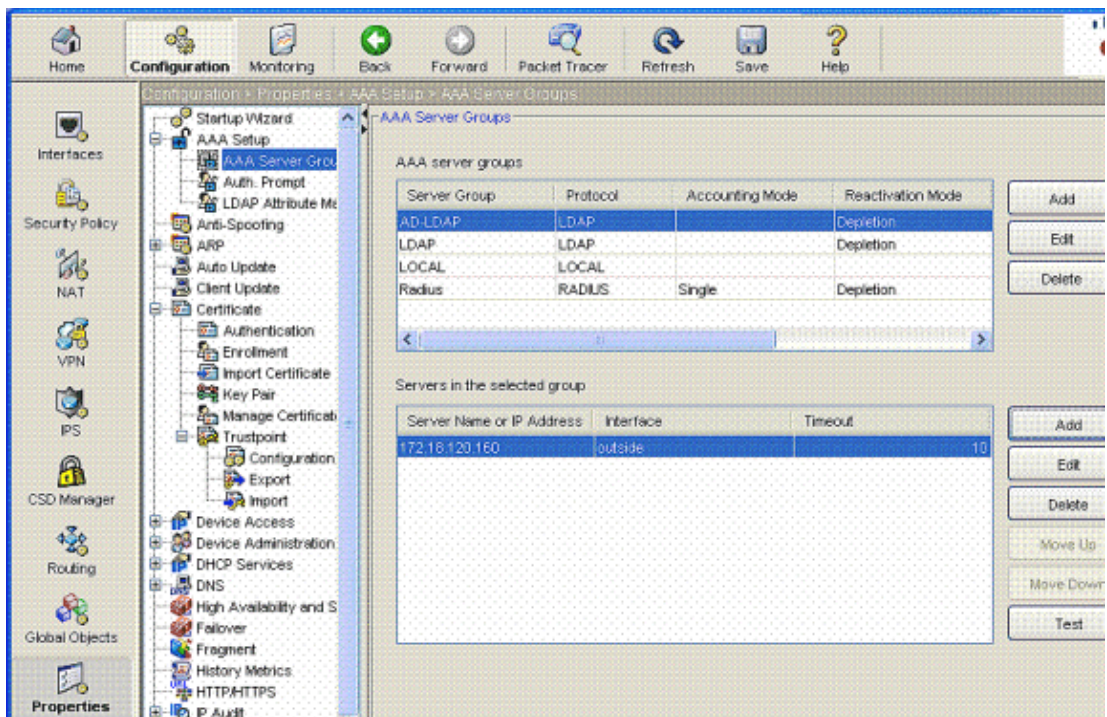 Home Configuration Monitoring Back Forward Packet Tracer Refresh Save Help
Configuration > Properties > AAA Setup > AAA Server Groups
Interfaces
Security Policy
NAT
VPN
IPS
CSD Manager
Routing
Global Objects
Properties
Startup Wizard
AAA Setup
AAA Server Grou
Auth. Prompt
LDAP Attribute Ma
Anti-Spoofing
ARP
Auto Update
Client Update
Certificate
Authentication
Enrollment
Import Certificate
Key Pair
Manage Certificat
Trustpoint
Configuration
Export
Import
Device Access
Device Administration
DHCP Services
DNS
High Availability and S
Failover
Fragment
History Metrics
HTTP/HTTPS
IP Audit
AAA Server Groups
AAA server groups
Server Group Protocol Accounting Mode Reactivation Mode
AD-LDAP LDAP Depletion
LDAP LDAP Depletion
LOCAL LOCAL
Radius RADIUS Single Depletion
Add
Edit
Delete
Servers in the selected group
Server Name or IP Address Interface Timeout
172.18.120.160 outside 10
Add
Edit
Delete
Move Up
Move Down
Test